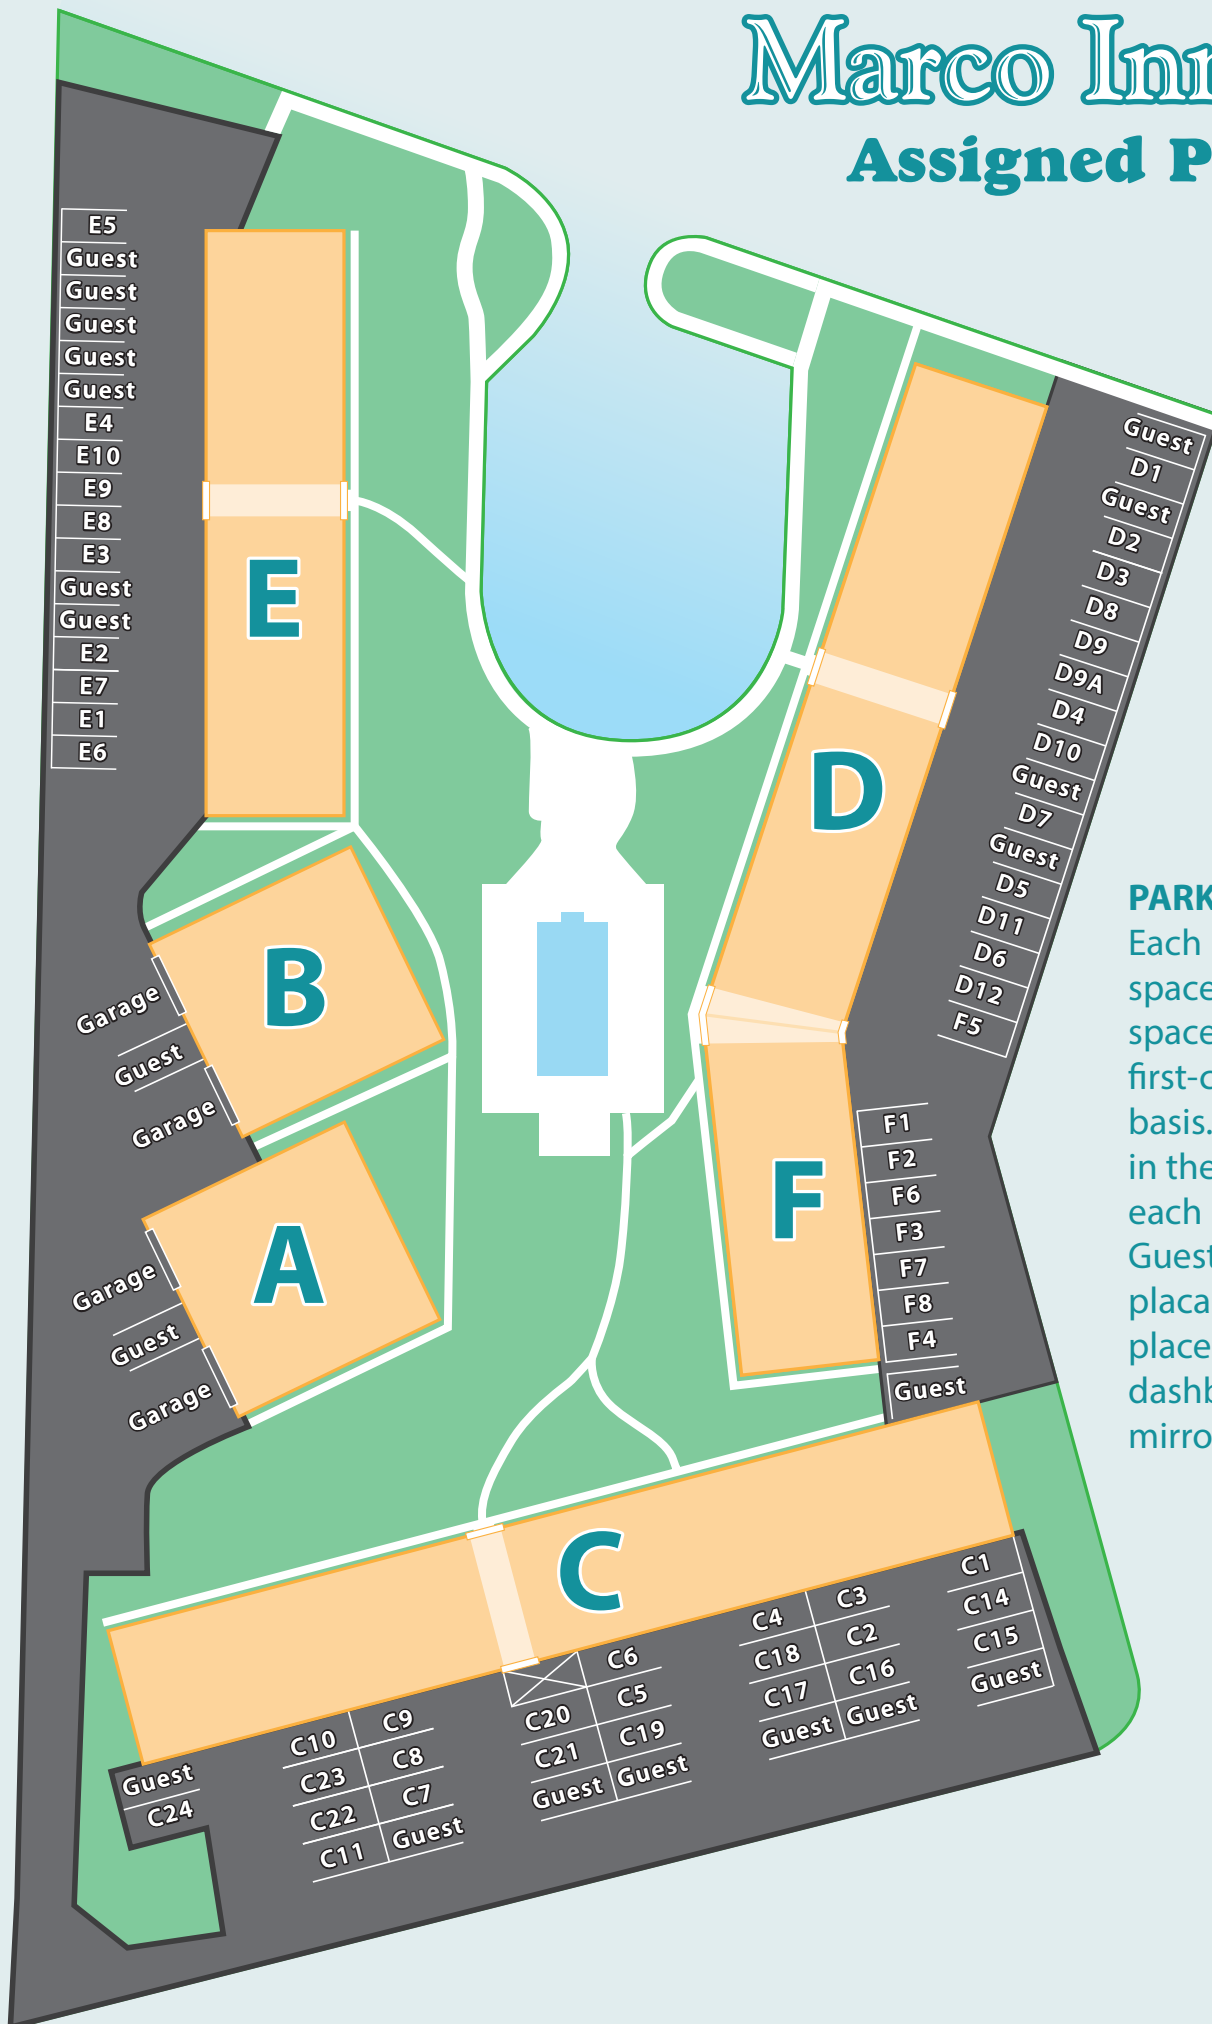 Marco Inn
Assigned P
E5
Guest
Guest
Guest
Guest
Guest
E4
E10
E9
E8
E3
Guest
Guest
E2
E7
E1
E6
E
Guest
D1
Guest
D2
D3
D8
D9
D9A
D4
D10
Guest
D7
Guest
D5
D11
D6
D12
F5
D
B
Garage
Guest
Garage
A
Garage
Guest
Garage
F
F1
F2
F6
F3
F7
F8
F4
Guest
PARK
Each
space
space
first-c
basis.
in the
each
Guest
placa
place
dashb
mirro
C
C1
C14
C15
Guest
C4
C3
C18
C2
C17
C16
Guest
Guest
C6
C20
C5
C21
C19
Guest
Guest
C10
C9
C23
C8
C22
C7
C11
Guest
Guest
C24